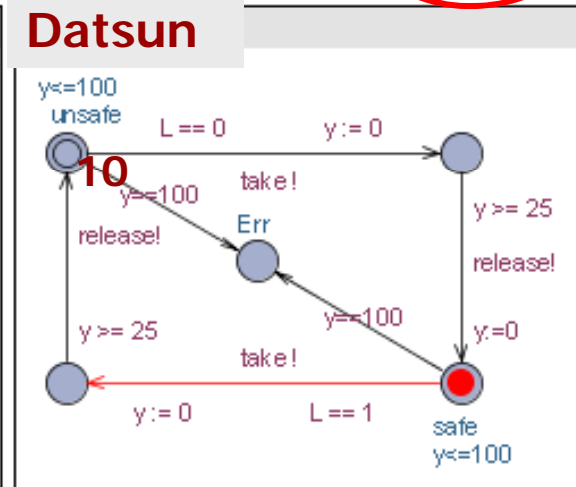 Datsun
y<=100
unsafe
L == 0
y := 0
10
y==100
take!
Err
y >= 25
release!
release!
y >= 25
y==100
y:=0
take!
y := 0
L == 1
safe
y<=100